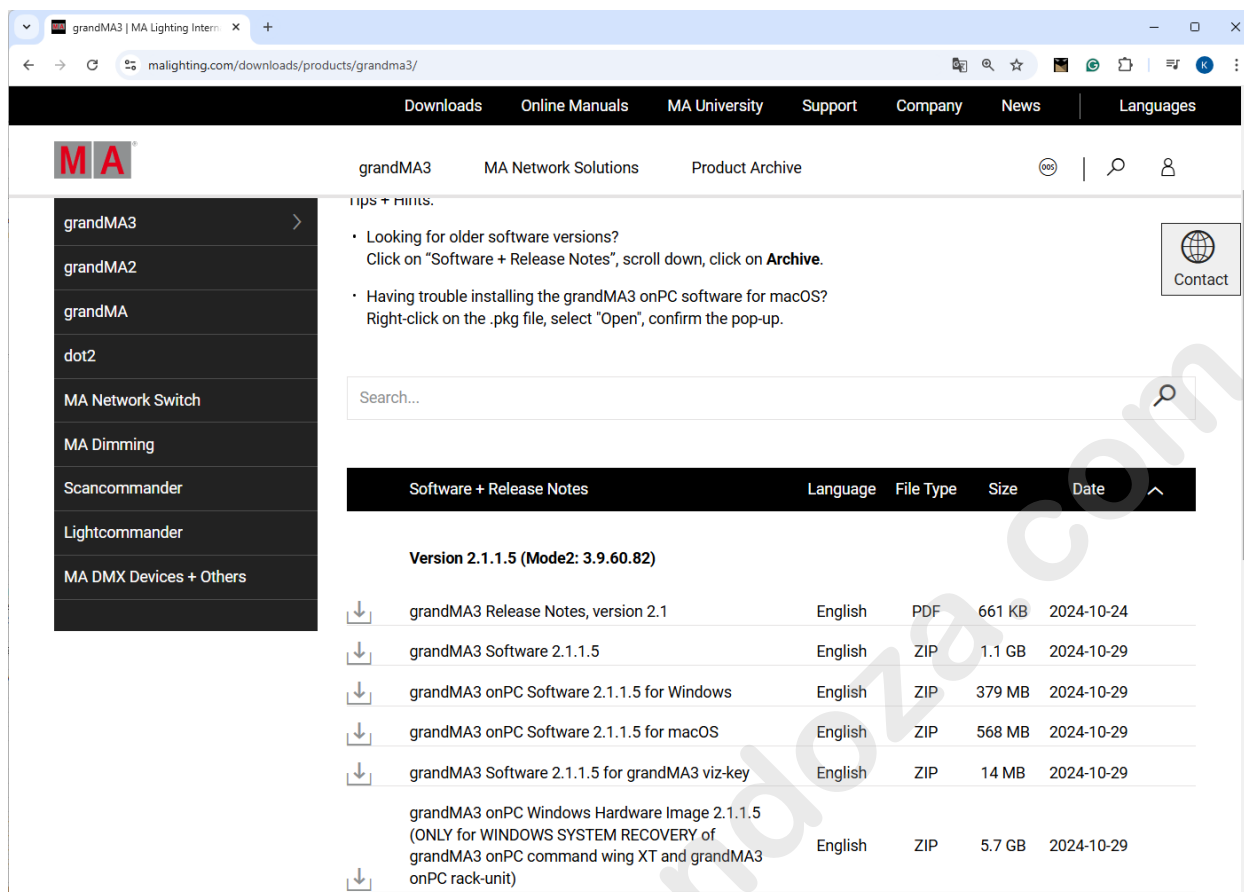 grandMA3 | MA Lighting Intern
malighting.com/downloads/products/grandma3/
K
Downloads Online Manuals MA University Support Company News Languages
MA
grandMA3 MA Network Solutions Product Archive
OOS
grandMA3
grandMA2
grandMA
dot2
MA Network Switch
MA Dimming
Scancommander
Lightcommander
MA DMX Devices + Others
Tips + Hints:
· Looking for older software versions?
Click on “Software + Release Notes”, scroll down, click on Archive.
· Having trouble installing the grandMA3 onPC software for macOS?
Right-click on the .pkg file, select "Open", confirm the pop-up.
Contact
Search...
Software + Release Notes Language File Type Size Date
Version 2.1.1.5 (Mode2: 3.9.60.82)
grandMA3 Release Notes, version 2.1 English PDF 661 KB 2024-10-24
grandMA3 Software 2.1.1.5 English ZIP 1.1 GB 2024-10-29
grandMA3 onPC Software 2.1.1.5 for Windows English ZIP 379 MB 2024-10-29
grandMA3 onPC Software 2.1.1.5 for macOS English ZIP 568 MB 2024-10-29
grandMA3 Software 2.1.1.5 for grandMA3 viz-key English ZIP 14 MB 2024-10-29
grandMA3 onPC Windows Hardware Image 2.1.1.5
(ONLY for WINDOWS SYSTEM RECOVERY of
grandMA3 onPC command wing XT and grandMA3
onPC rack-unit) English ZIP 5.7 GB 2024-10-29
ndoza.com